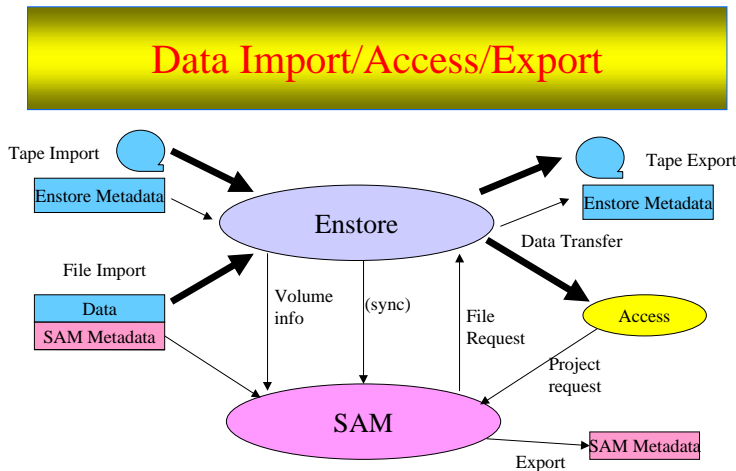 Data Import/Access/Export
Tape Import
Tape Export
Enstore Metadata
Enstore Metadata
Enstore
Data Transfer
File Import
Data
SAM Metadata
Volume
info
(sync)
File
Request
Access
Project
request
SAM
SAM Metadata
Export